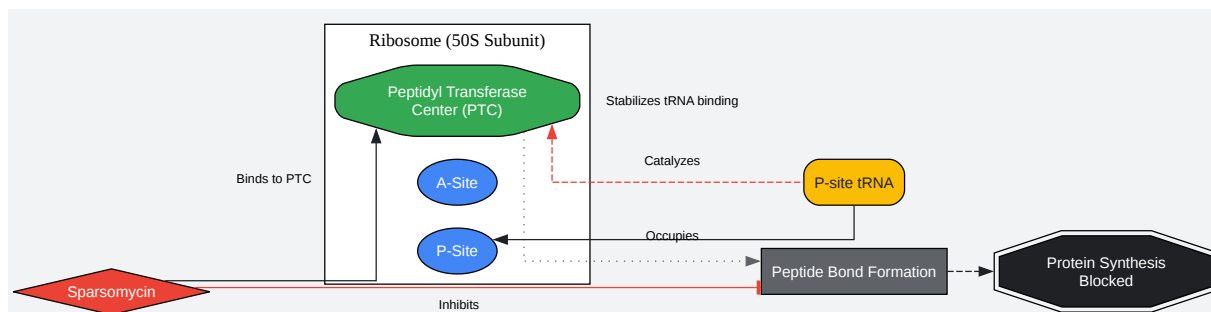 Ribosome (50S Subunit)
Peptidyl Transferase
Center (PTC)
Stabilizes tRNA binding
Catalyzes
Binds to PTC
A-Site
P-site tRNA
Occupies
P-Site
Peptide Bond Formation
Protein Synthesis
Blocked
Sparsomycin
Inhibits